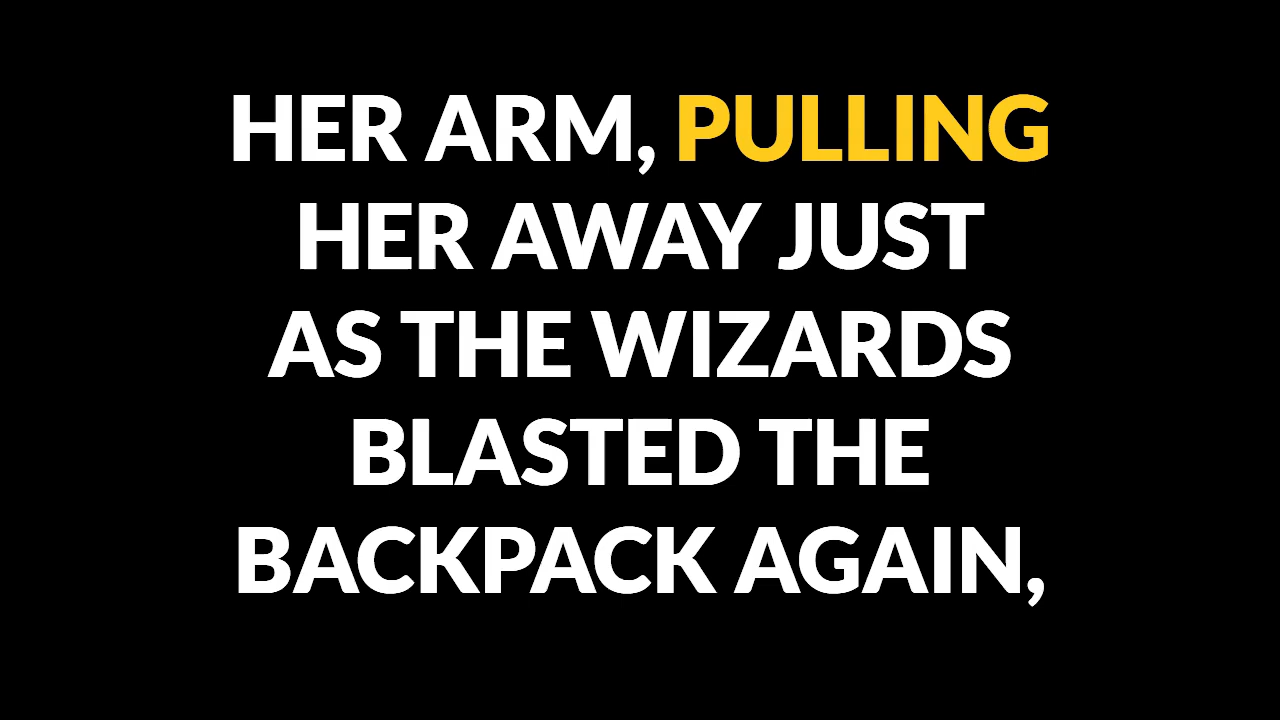 HER ARM, PULLING
HER AWAY JUST
AS THE WIZARDS
BLASTED THE
BACKPACK AGAIN,